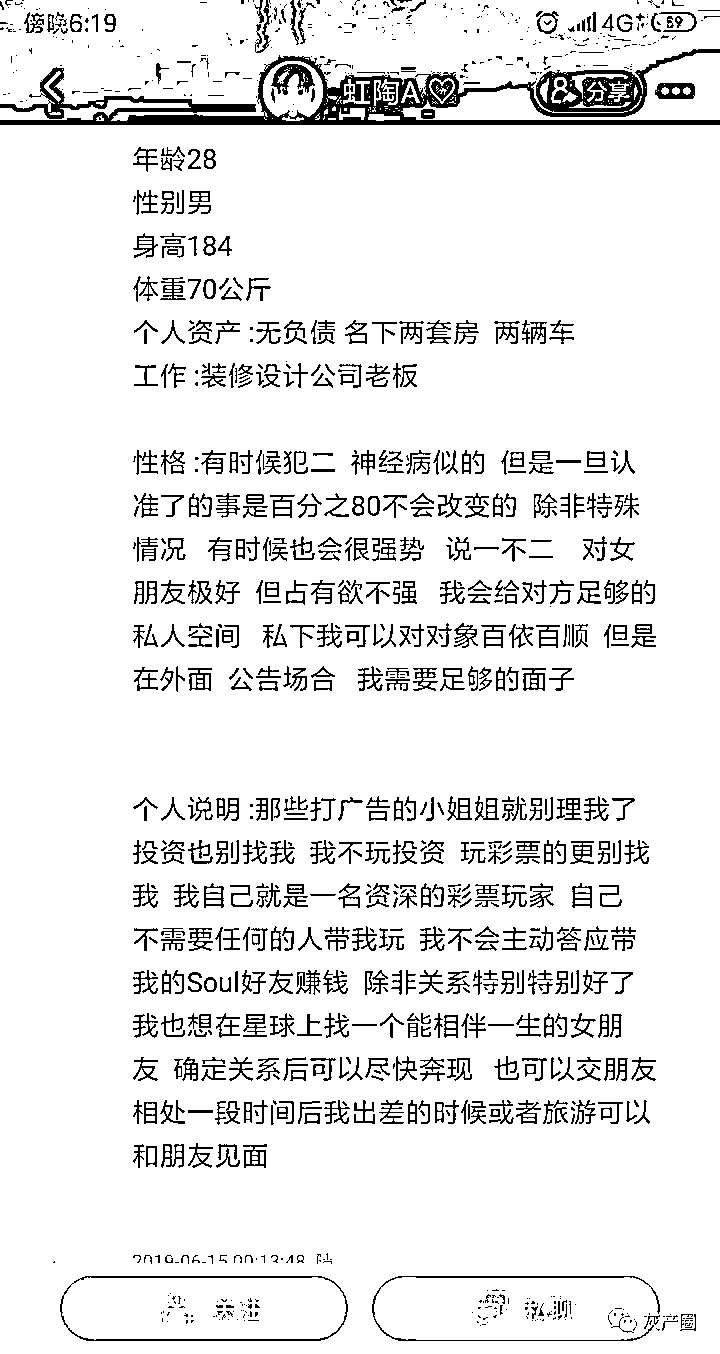 傍晚6:19
4G 89
虹陶A♡ 分享
年龄28
性别男
身高184
体重70公斤
个人资产 :无负债 名下两套房 两辆车
工作 :装修设计公司老板
性格 :有时候犯二 神经病似的 但是一旦认
准了的事是百分之80不会改变的 除非特殊
情况 有时候也会很强势 说一不二 对女
朋友极好 但占有欲不强 我会给对方足够的
私人空间 私下我可以对对象百依百顺 但是
在外面 公告场合 我需要足够的面子
个人说明 :那些打广告的小姐姐就别理我了
投资也别找我 我不玩投资 玩彩票的更别找
我 我自己就是一名资深的彩票玩家 自己
不需要任何的人带我玩 我不会主动答应带
我的Soul好友赚钱 除非关系特别特别好了
我也想在星球上找一个能相伴一生的女朋
友 确定关系后可以尽快奔现 也可以交朋友
相处一段时间后我出差的时候或者旅游可以
和朋友见面
2019-06-15 00:13:48
关注 私聊
灰产圈